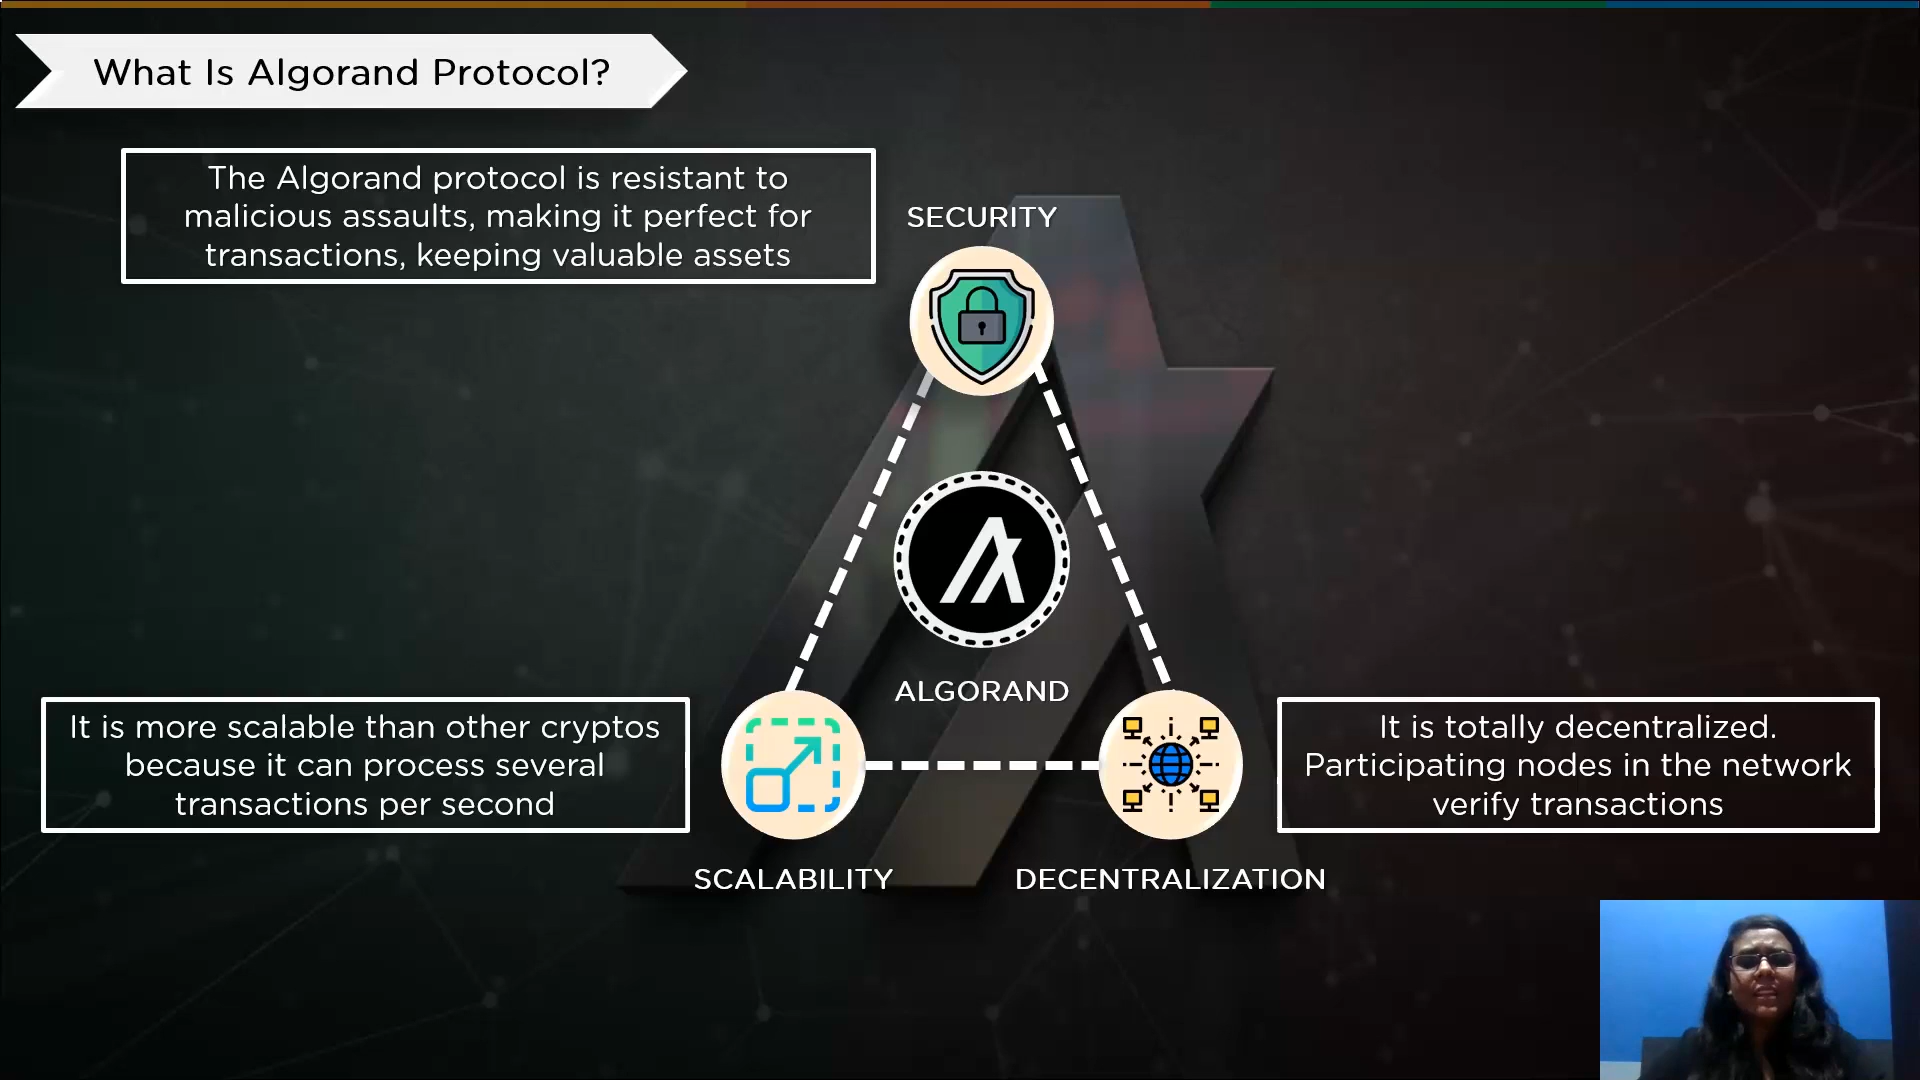 What Is Algorand Protocol?
The Algorand protocol is resistant to
malicious assaults, making it perfect for
transactions, keeping valuable assets
SECURITY
ALGORAND
It is more scalable than other cryptos
because it can process several
transactions per second
It is totally decentralized.
Participating nodes in the network
verify transactions
SCALABILITY
DECENTRALIZATION